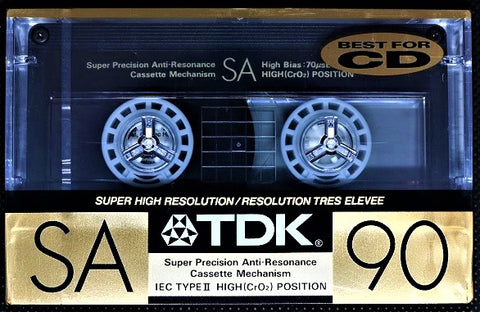 BEST FOR
CD
Super Precision Anti-Resonance
Cassette Mechanism
SA
High Bias:70μsE
HIGH(CrO₂) POSITION
SUPER HIGH RESOLUTION/RESOLUTION TRES ELEVEE
SA
TDK®
90
Super Precision Anti-Resonance
Cassette Mechanism
IEC TYPE II HIGH(CrO₂) POSITION